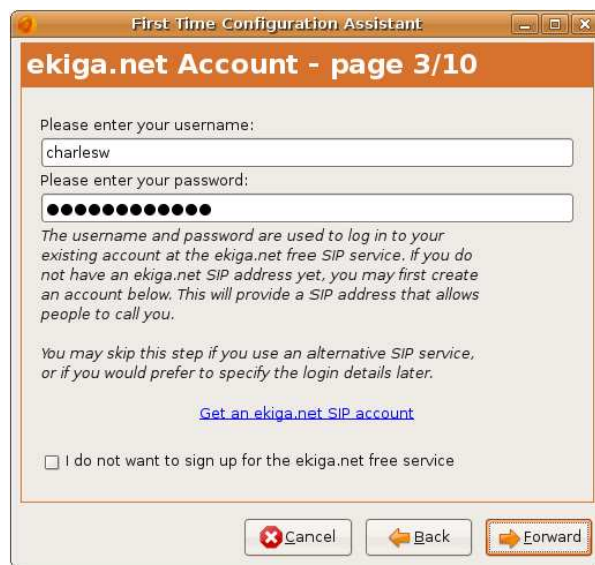 First Time Configuration Assistant
ekiga.net Account - page 3/10
Please enter your username:
charlesw
Please enter your password:
●●●●●●●●●●●●
The username and password are used to log in to your
existing account at the ekiga.net free SIP service. If you do
not have an ekiga.net SIP address yet, you may first create
an account below. This will provide a SIP address that allows
people to call you.
You may skip this step if you use an alternative SIP service,
or if you would prefer to specify the login details later.
Get an ekiga.net SIP account
I do not want to sign up for the ekiga.net free service
Cancel Back Forward